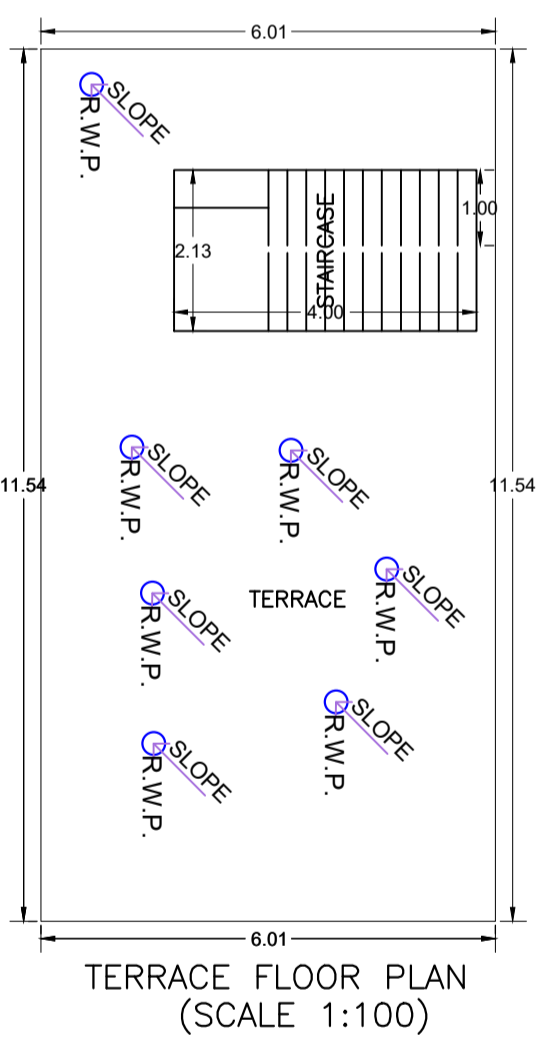 6.01
SLOPE
R.W.P.
1.00
STAIRCASE
2.13
4.00
SLOPE
R.W.P.
SLOPE
R.W.P.
11.54
11.54
SLOPE
R.W.P.
SLOPE
R.W.P.
TERRACE
SLOPE
R.W.P.
SLOPE
R.W.P.
6.01
TERRACE FLOOR PLAN
(SCALE 1:100)